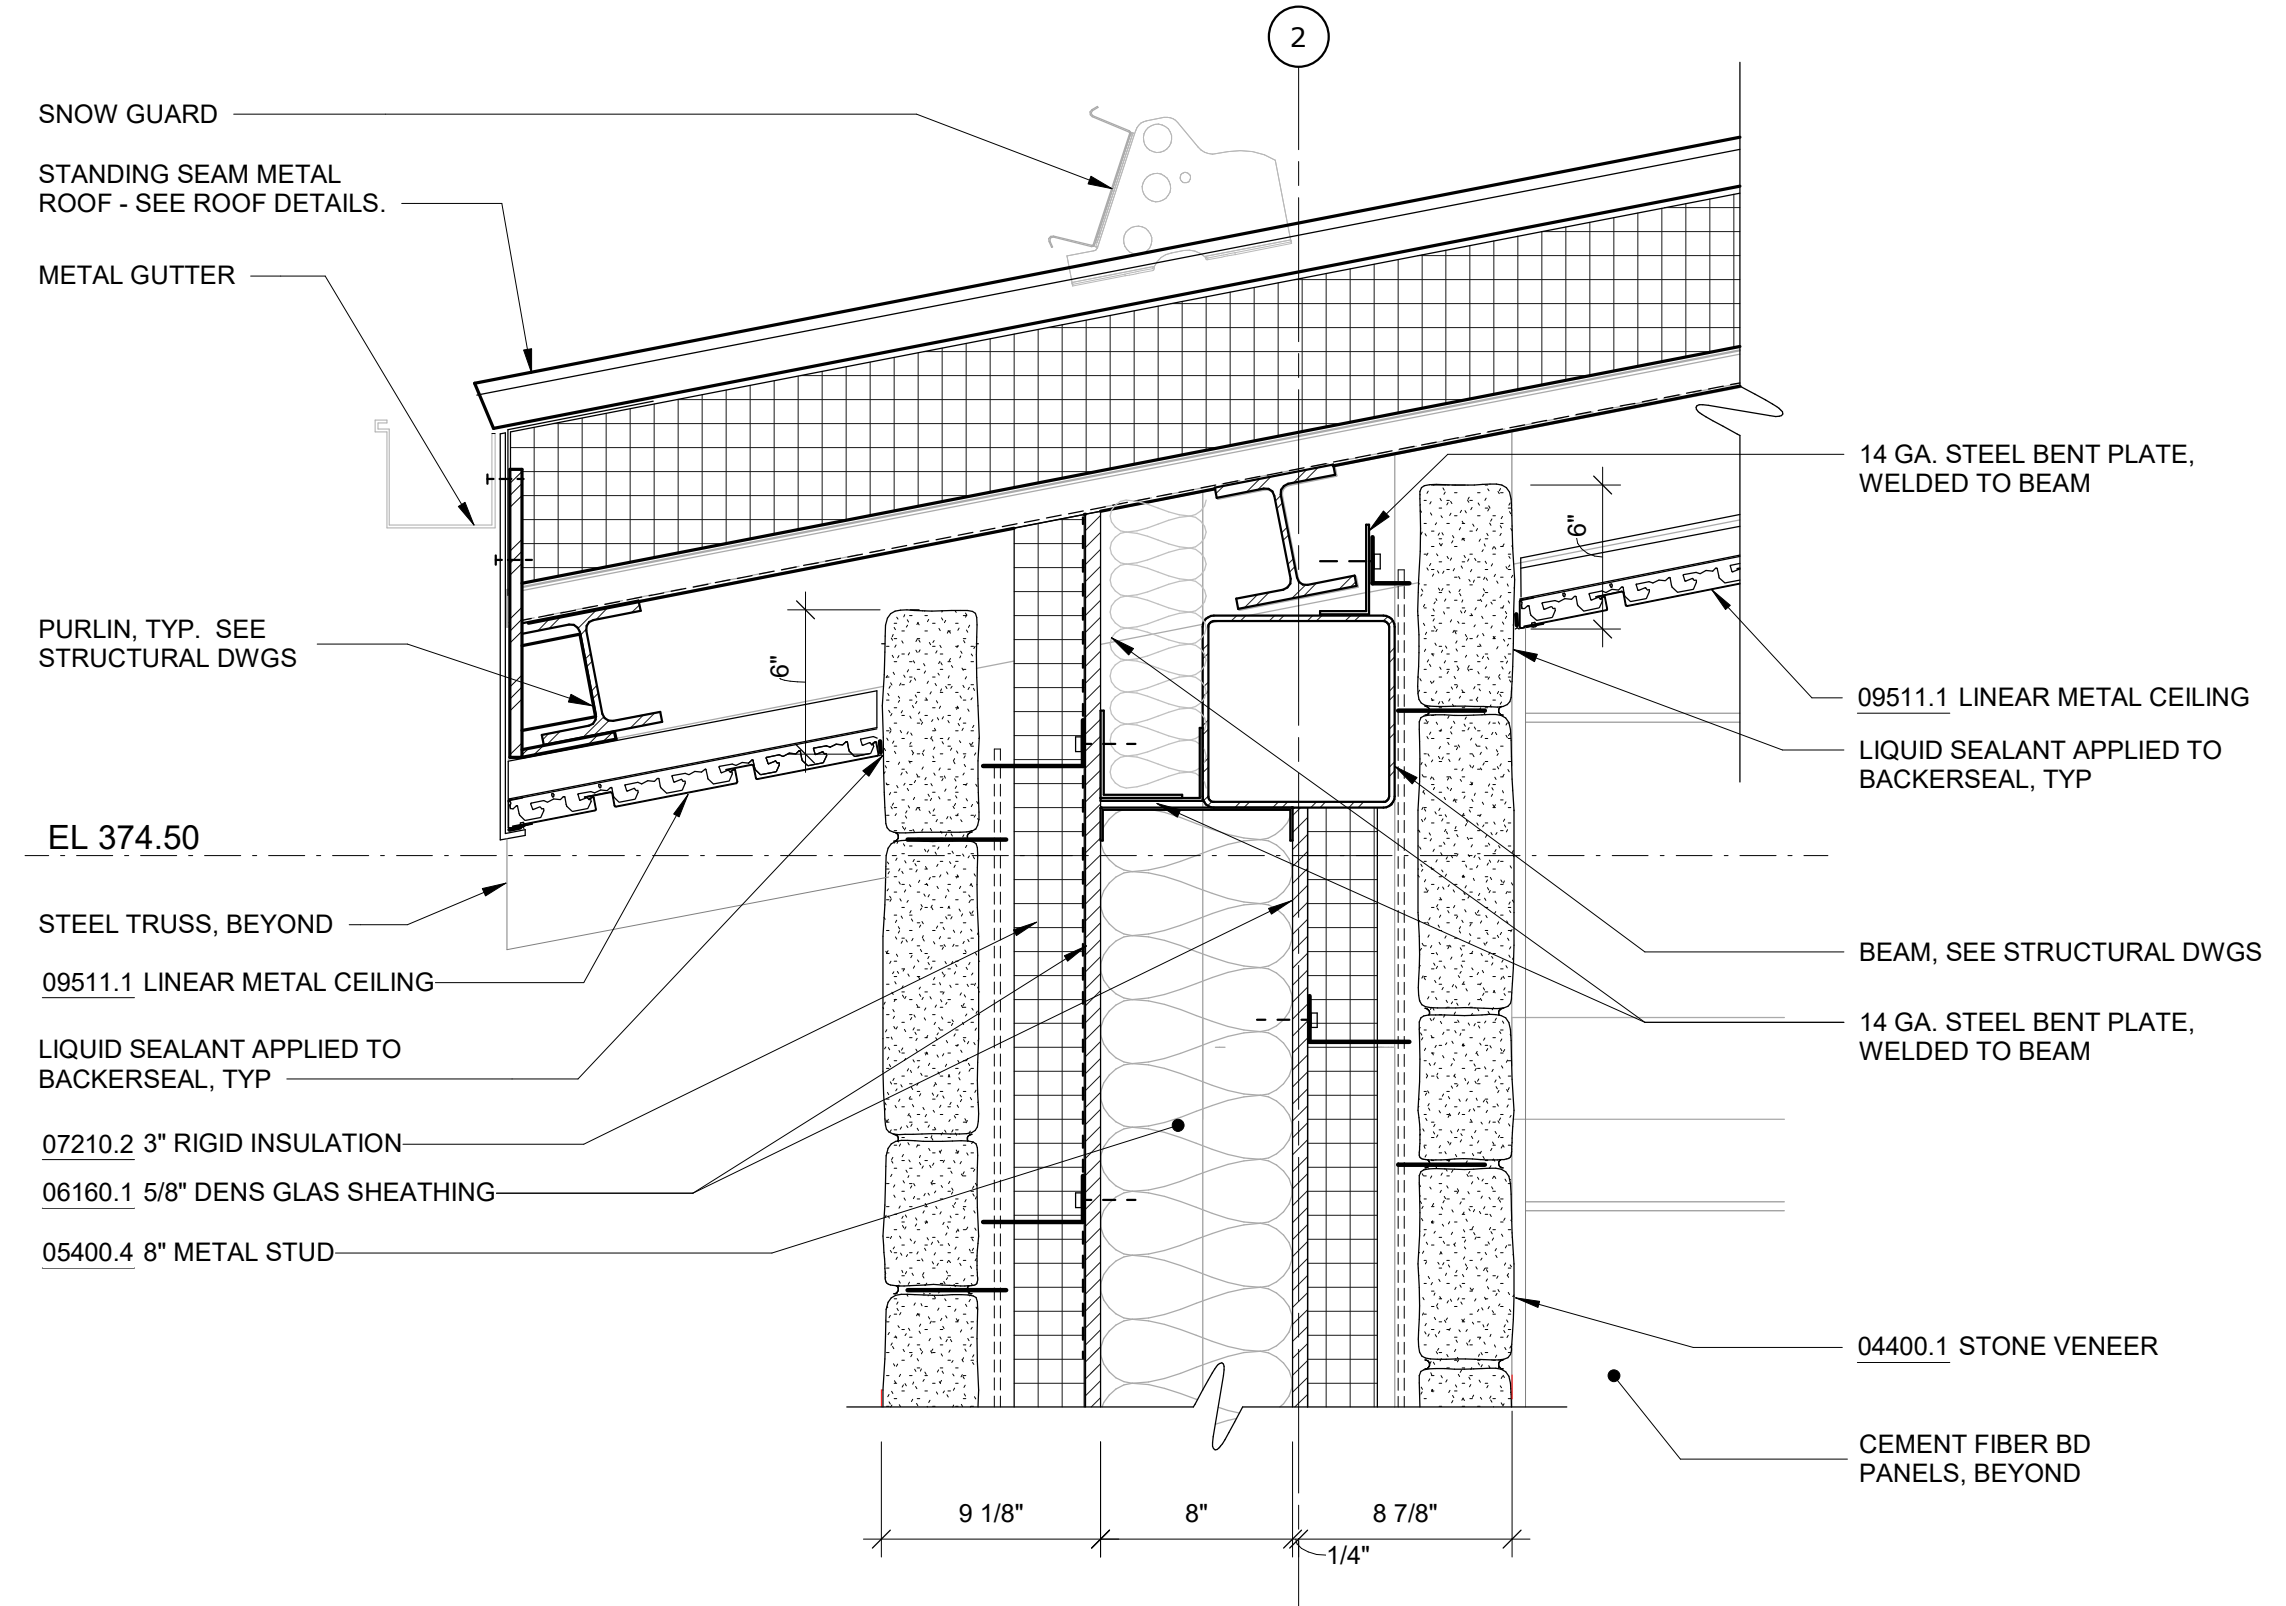 2
SNOW GUARD
STANDING SEAM METAL
ROOF - SEE ROOF DETAILS.
METAL GUTTER
PURLIN, TYP.  SEE
STRUCTURAL DWGS
6"
EL 374.50
STEEL TRUSS, BEYOND
09511.1 LINEAR METAL CEILING
LIQUID SEALANT APPLIED TO
BACKERSEAL, TYP
07210.2 3" RIGID INSULATION
06160.1 5/8" DENS GLAS SHEATHING
05400.4 8" METAL STUD
14 GA. STEEL BENT PLATE,
WELDED TO BEAM
6"
09511.1 LINEAR METAL CEILING
LIQUID SEALANT APPLIED TO
BACKERSEAL, TYP
BEAM, SEE STRUCTURAL DWGS
14 GA. STEEL BENT PLATE,
WELDED TO BEAM
04400.1 STONE VENEER
CEMENT FIBER BD
PANELS, BEYOND
9 1/8"
8"
8 7/8"
1/4"